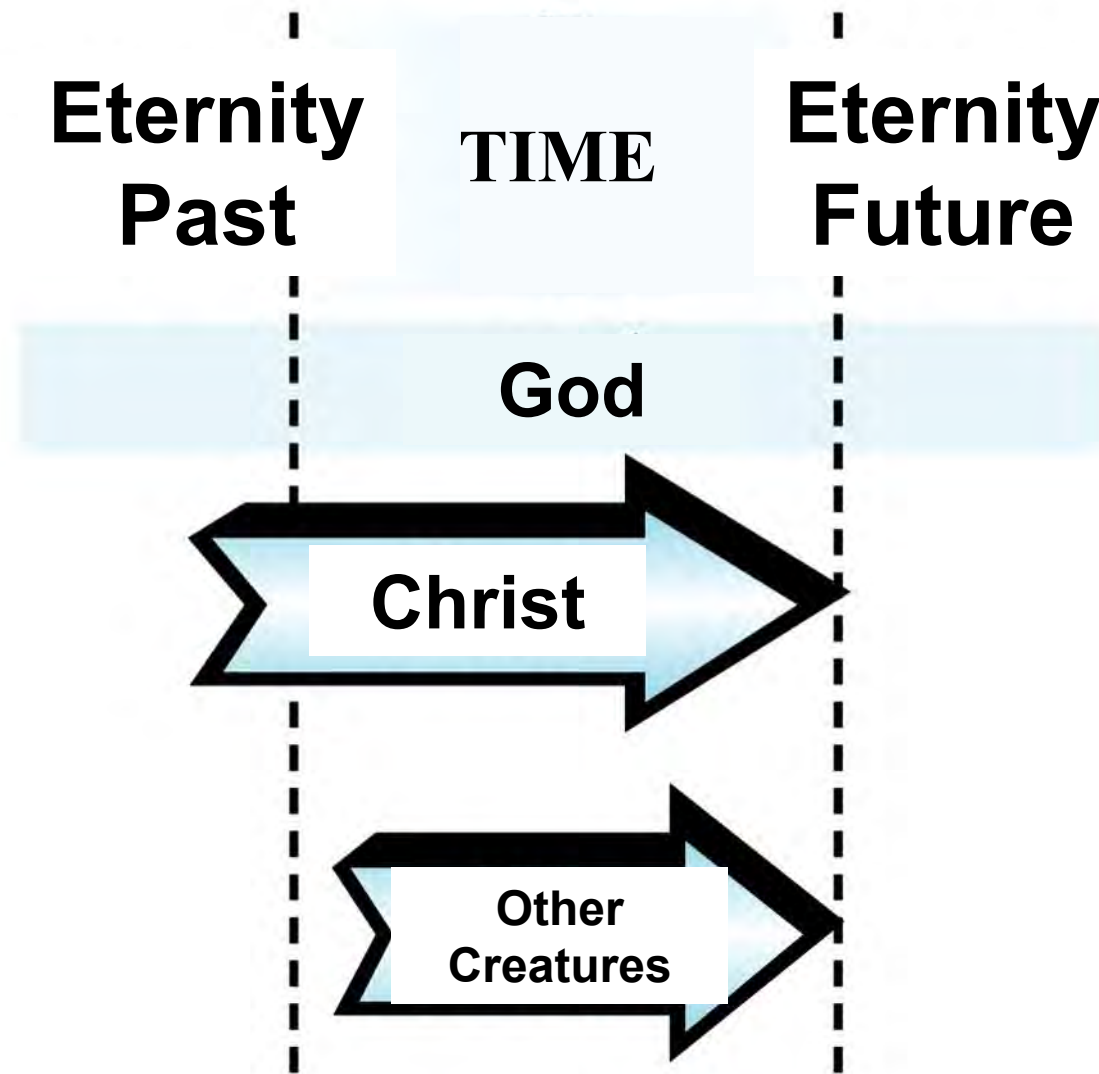 Eternity
Past
TIME
Eternity
Future
God
Christ
Other
Creatures